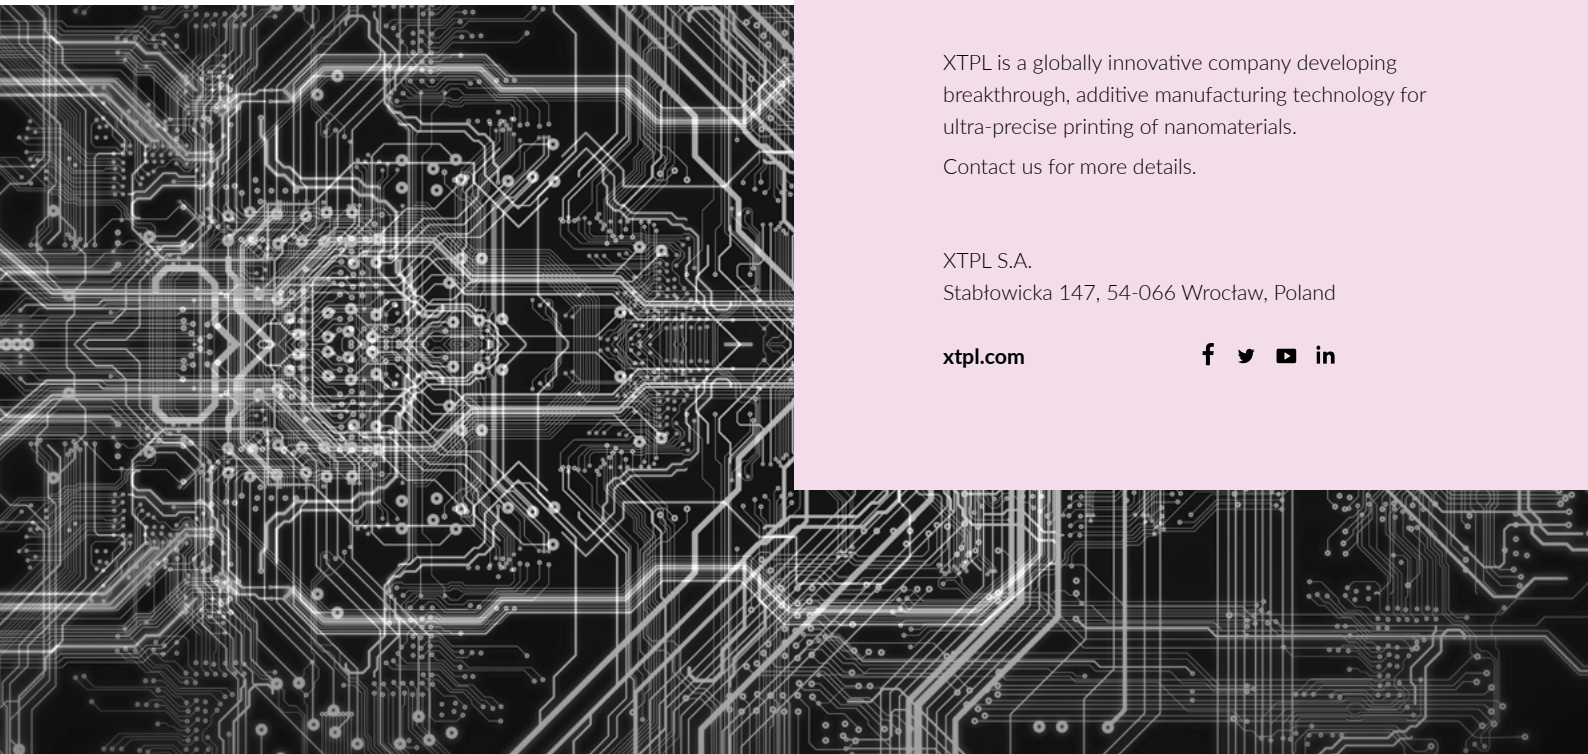 XTPL is a globally innovative company developing
breakthrough, additive manufacturing technology for
ultra-precise printing of nanomaterials.
Contact us for more details.
XTPL S.A.
Stabłowicka 147, 54-066 Wrocław, Poland
xtpl.com